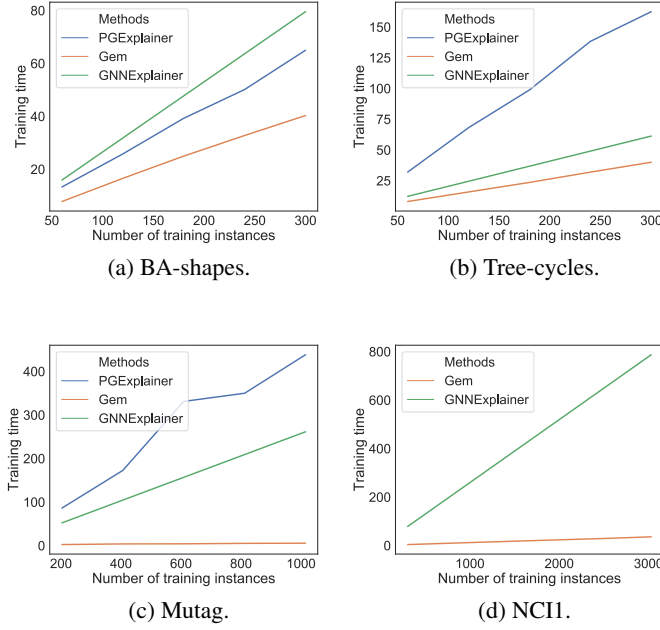 80
60
40
20
Training time
Methods
PGExplainer
Gem
GNNExplainer
50 100 150 200 250 300
Number of training instances
(a) BA-shapes.
150
125
100
75
50
25
Training time
Methods
PGExplainer
Gem
GNNExplainer
50 100 150 200 250 300
Number of training instances
(b) Tree-cycles.
400
300
200
100
0
Training time
Methods
PGExplainer
Gem
GNNExplainer
200 400 600 800 1000
Number of training instances
(c) Mutag.
800
600
400
200
0
Training time
Methods
Gem
GNNExplainer
1000 2000 3000
Number of training instances
(d) NCI1.